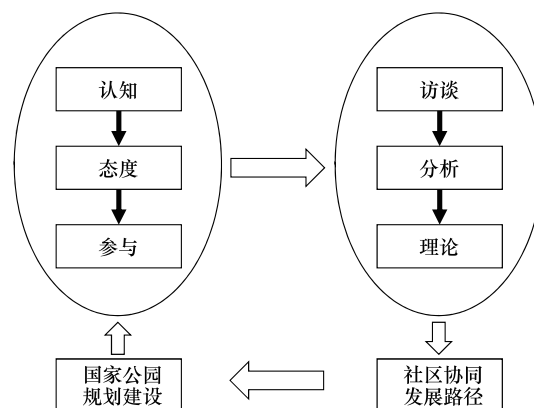 认知
态度
参与
访谈
分析
理论
国家公园
规划建设
社区协同
发展路径